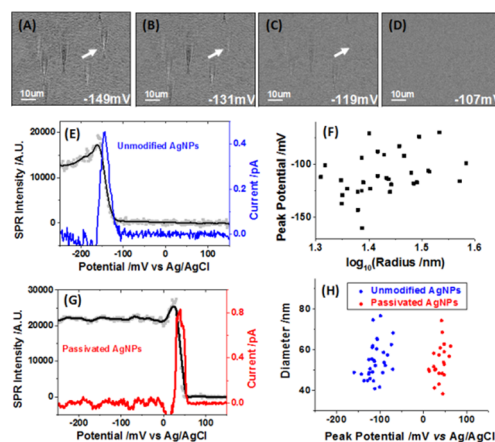 (A)
10um
-149mV
(B)
10um
-131mV
(C)
10um
-119mV
(D)
10um
-107mV
(E)
Unmodified AgNPs
SPR Intensity /A.U.
20000
10000
0
Current /pA
0.4
0.2
0.0
-200 -100 0 100
Potential /mV vs Ag/AgCl
(F)
Peak Potential/mV
-100
-150
1.3 1.4 1.5 1.6
log10(Radius /nm)
(G)
Passivated AgNPs
SPR Intensity /A.U.
30000
20000
10000
0
Current /pA
0.8
0.4
0.0
-200 -100 0 100
Potential /mV vs Ag/AgCl
(H)
Unmodified AgNPs
Passivated AgNPs
Diameter /nm
80
60
40
-200 -100 0 100
Peak Potential /mV vs Ag/AgCl